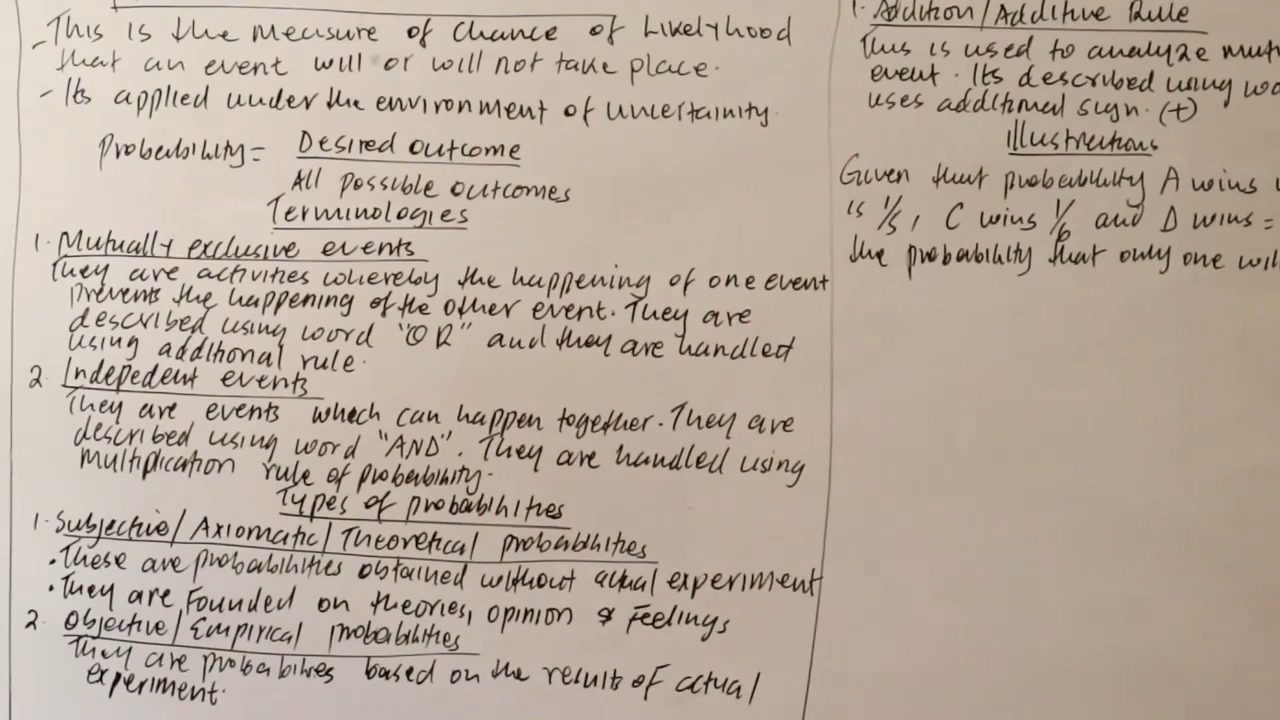 - This is the measure of chance of Likelyhood
that an event will or will not take place.
- Its applied under the environment of uncertainity.
Probability = Desired outcome
All possible outcomes
Terminologies
1. Mutually exclusive events
They are activities whereby the happening of one event
prevents the happening of the other event. They are
described using word "OR" and they are handled
using additional rule.
2. Indepedent events
They are events which can happen together. They are
described using word "AND". They are handled using
multiplication rule of probability.
Types of probabilities
1. Subjective/Axiomatic/Theoretical probabilities
• These are probabilities obtained without actual experiment
• They are Founded on theories, opinion & Feelings
2. Objective/Empirical probabilities
They are probabilities based on the results of actual
experiment.
1. Addition/Additive Rule
This is used to analyze mut
event. Its described using wo
uses additional sign. (+)
Illustrations
Given that probability A wins
is 1/5, C wins 1/6 and D wins =
the probability that only one will